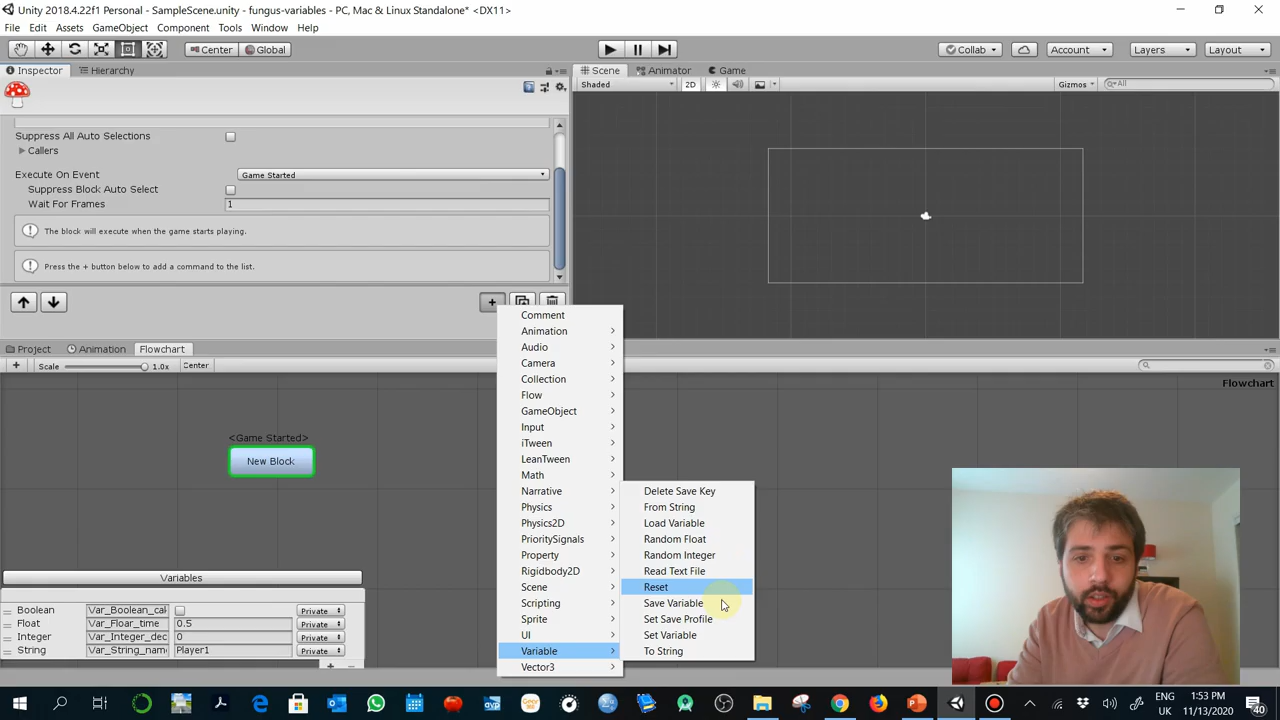 Unity 2018.4.22f1 Personal - SampleScene.unity - fungus-variables - PC, Mac & Linux Standalone* <DX11>
File Edit Assets GameObject Component Tools Window Help
Center Global Collab Account Layers Layout
Inspector Hierarchy Scene Animator Game
Shaded 2D Gizmos All
Suppress All Auto Selections
Callers
Execute On Event Game Started
Suppress Block Auto Select
Wait For Frames 1
The block will execute when the game starts playing.
Press the + button below to add a command to the list.
Comment
Animation
Audio
Camera
Collection
Flow
GameObject
Input
iTween
LeanTween
Math
Narrative
Physics
Physics2D
PrioritySignals
Property
Rigidbody2D
Scene
Scripting
Sprite
UI
Variable
Vector3
Delete Save Key
From String
Load Variable
Random Float
Random Integer
Read Text File
Reset
Save Variable
Set Save Profile
Set Variable
To String
Project Animation Flowchart
Scale 1.0x Center
Flowchart
<Game Started>
New Block
Variables
Boolean Var_Boolean_cal Private
Float Var_Float_time 0.5 Private
Integer Var_Integer_dec 0 Private
String Var_String_nam Player1 Private
ENG 1:53 PM
UK 11/13/2020 40